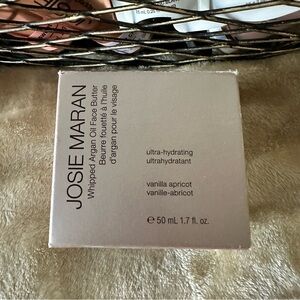 JOSIE MARAN
Whipped Argan Oil Face Butter
Beurre fouetté à l'huile
d'argan pour le visage
ultra-hydrating
ultrahydratant
vanilla apricot
vanille-abricot
℮ 50 mL 1.7 fl. oz.